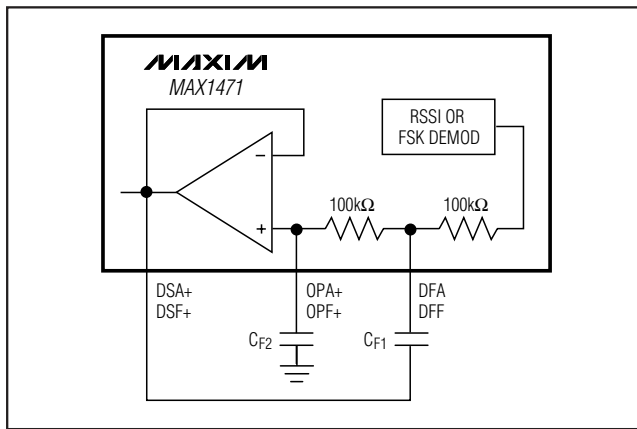 MAXIM
MAX1471
RSSI OR
FSK DEMOD
−
+
100kΩ
100kΩ
DSA+
DSF+
OPA+
OPF+
DFA
DFF
CF2
CF1